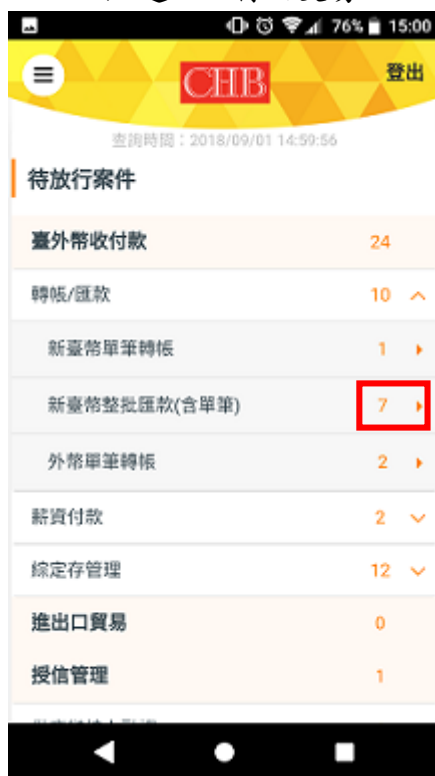 76% 15:00
CHB 登出
查詢時間：2018/09/01 14:59:56
待放行案件
臺外幣收付款 24
轉帳/匯款 10
新臺幣單筆轉帳 1
新臺幣整批匯款(含單筆) 7
外幣單筆轉帳 2
薪資付款 2
綜定存管理 12
進出口貿易 0
授信管理 1